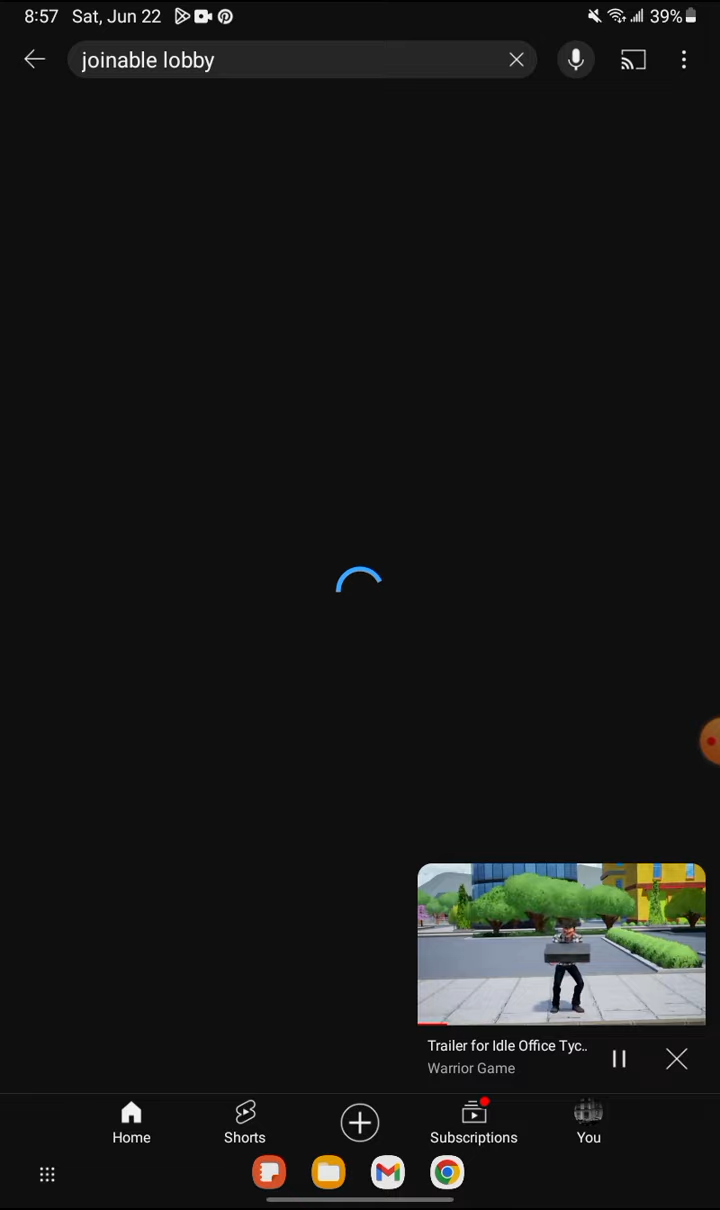 8:57 Sat, Jun 22 39%
joinable lobby
Trailer for Idle Office Tyc..
Warrior Game
Home Shorts Subscriptions You